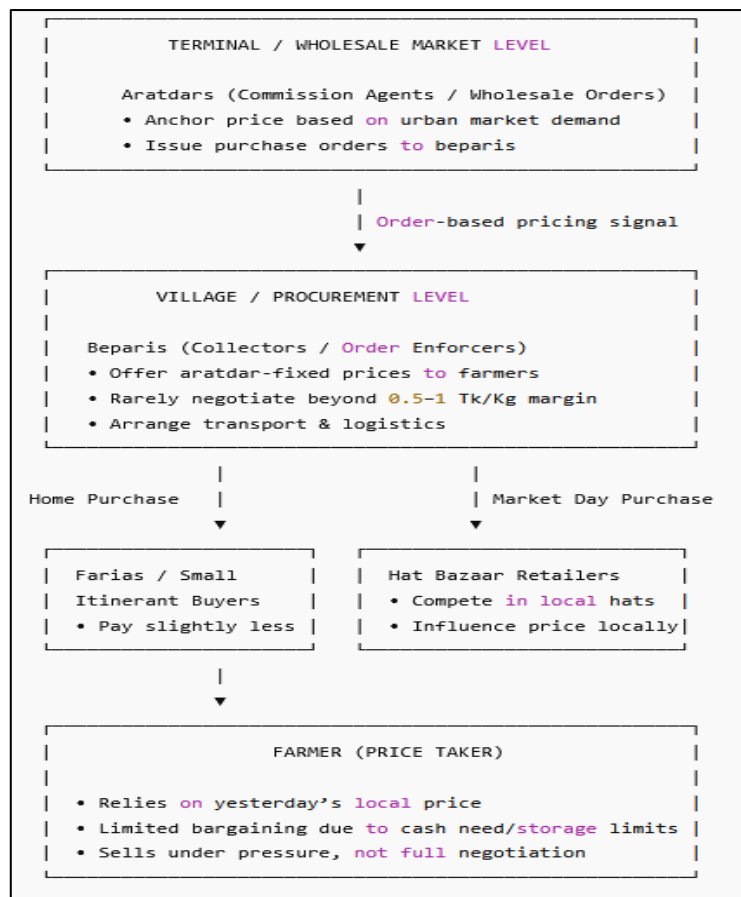 TERMINAL / WHOLESALE MARKET LEVEL
Aratdars (Commission Agents / Wholesale Orders)
• Anchor price based on urban market demand
• Issue purchase orders to beparis
Order-based pricing signal
VILLAGE / PROCUREMENT LEVEL
Beparis (Collectors / Order Enforcers)
• Offer aratdar-fixed prices to farmers
• Rarely negotiate beyond 0.5–1 Tk/Kg margin
• Arrange transport & logistics
Home Purchase
Market Day Purchase
Farias / Small
Itinerant Buyers
• Pay slightly less
Hat Bazaar Retailers
• Compete in local hats
• Influence price locally
FARMER (PRICE TAKER)
• Relies on yesterday’s local price
• Limited bargaining due to cash need/storage limits
• Sells under pressure, not full negotiation